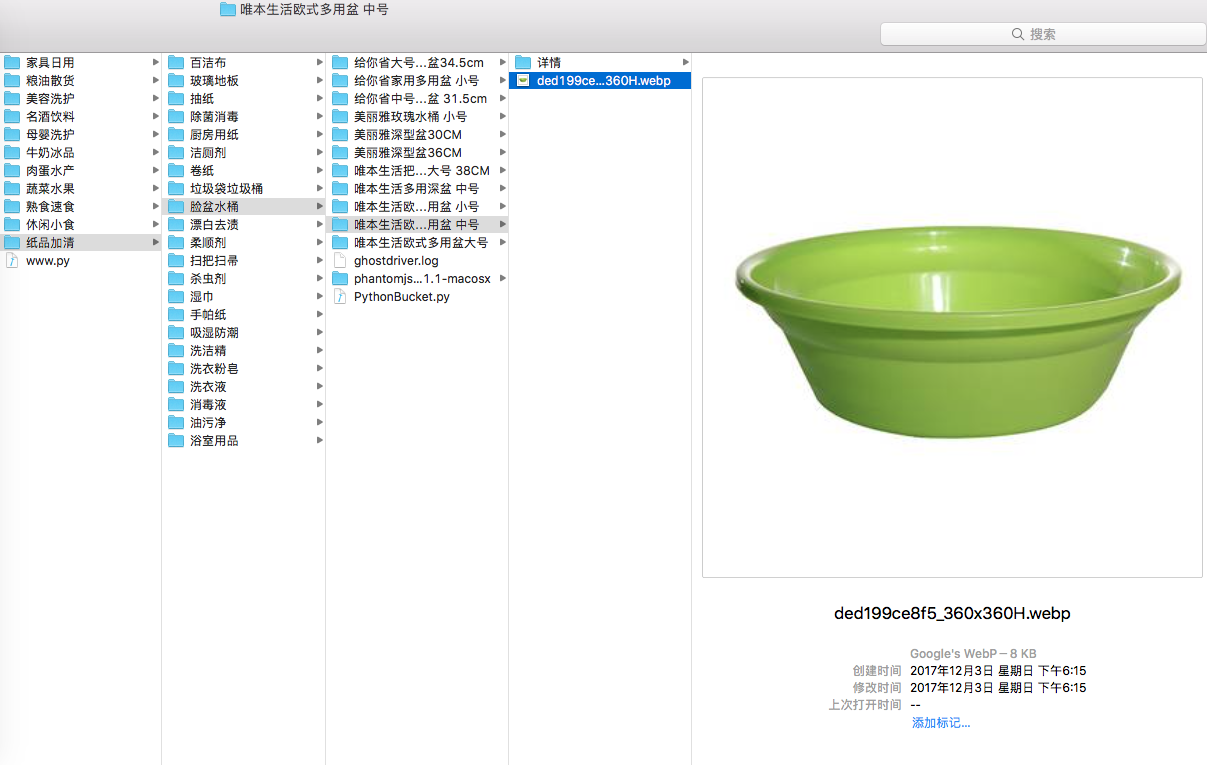 唯本生活欧式多用盆 中号
搜索
家具日用
粮油散货
美容洗护
名酒饮料
母婴洗护
牛奶冰品
肉蛋水产
蔬菜水果
熟食速食
休闲小食
纸品加清
www.py
百洁布
玻璃地板
抽纸
除菌消毒
厨房用纸
洁厕剂
卷纸
垃圾袋垃圾桶
脸盆水桶
漂白去渍
柔顺剂
扫把扫帚
杀虫剂
湿巾
手帕纸
吸湿防潮
洗洁精
洗衣粉皂
洗衣液
消毒液
油污净
浴室用品
给你省大号...盆34.5cm
给你省家用多用盆 小号
给你省中号...盆 31.5cm
美丽雅玫瑰水桶 小号
美丽雅深型盆30CM
美丽雅深型盆36CM
唯本生活把...大号 38CM
唯本生活多用深盆 中号
唯本生活欧...用盆 小号
唯本生活欧...用盆 中号
唯本生活欧式多用盆大号
ghostdriver.log
phantomjs...1.1-macosx
PythonBucket.py
详情
ded199ce...360H.webp
ded199ce8f5_360x360H.webp
Google's WebP – 8 KB
创建时间 2017年12月3日 星期日 下午6:15
修改时间 2017年12月3日 星期日 下午6:15
上次打开时间 --
添加标记...